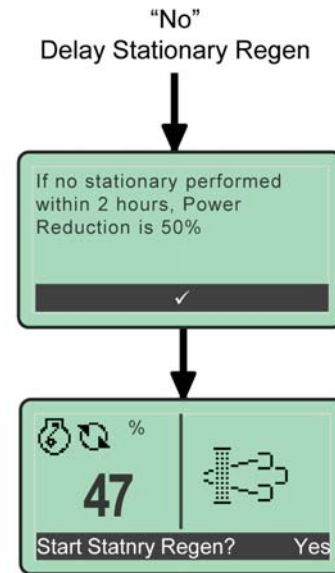 “No”
Delay Stationary Regen
If no stationary performed
within 2 hours, Power
Reduction is 50%
✓
%
47
Start Statnry Regen? Yes